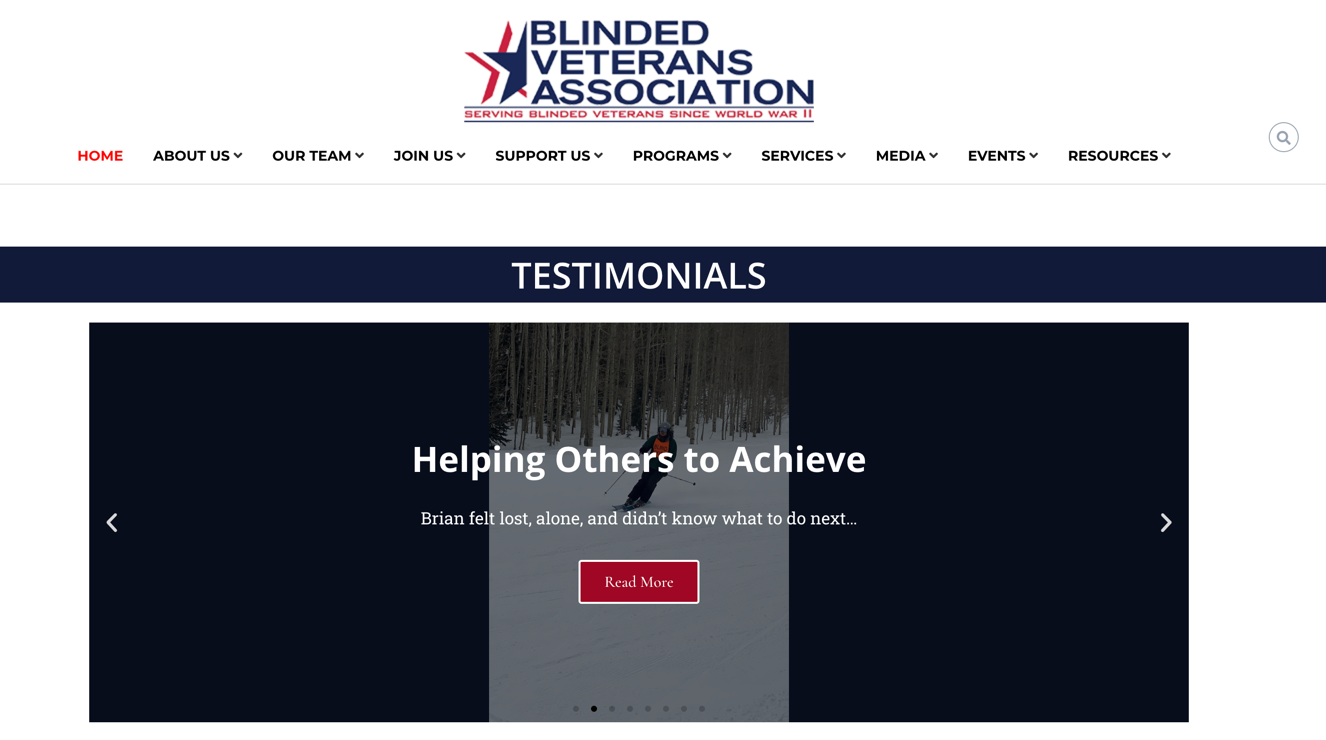 BLINDED
VETERANS
ASSOCIATION
SERVING BLINDED VETERANS SINCE WORLD WAR II
HOME ABOUT US OUR TEAM JOIN US SUPPORT US PROGRAMS SERVICES MEDIA EVENTS RESOURCES
TESTIMONIALS
Helping Others to Achieve
Brian felt lost, alone, and didn’t know what to do next...
Read More